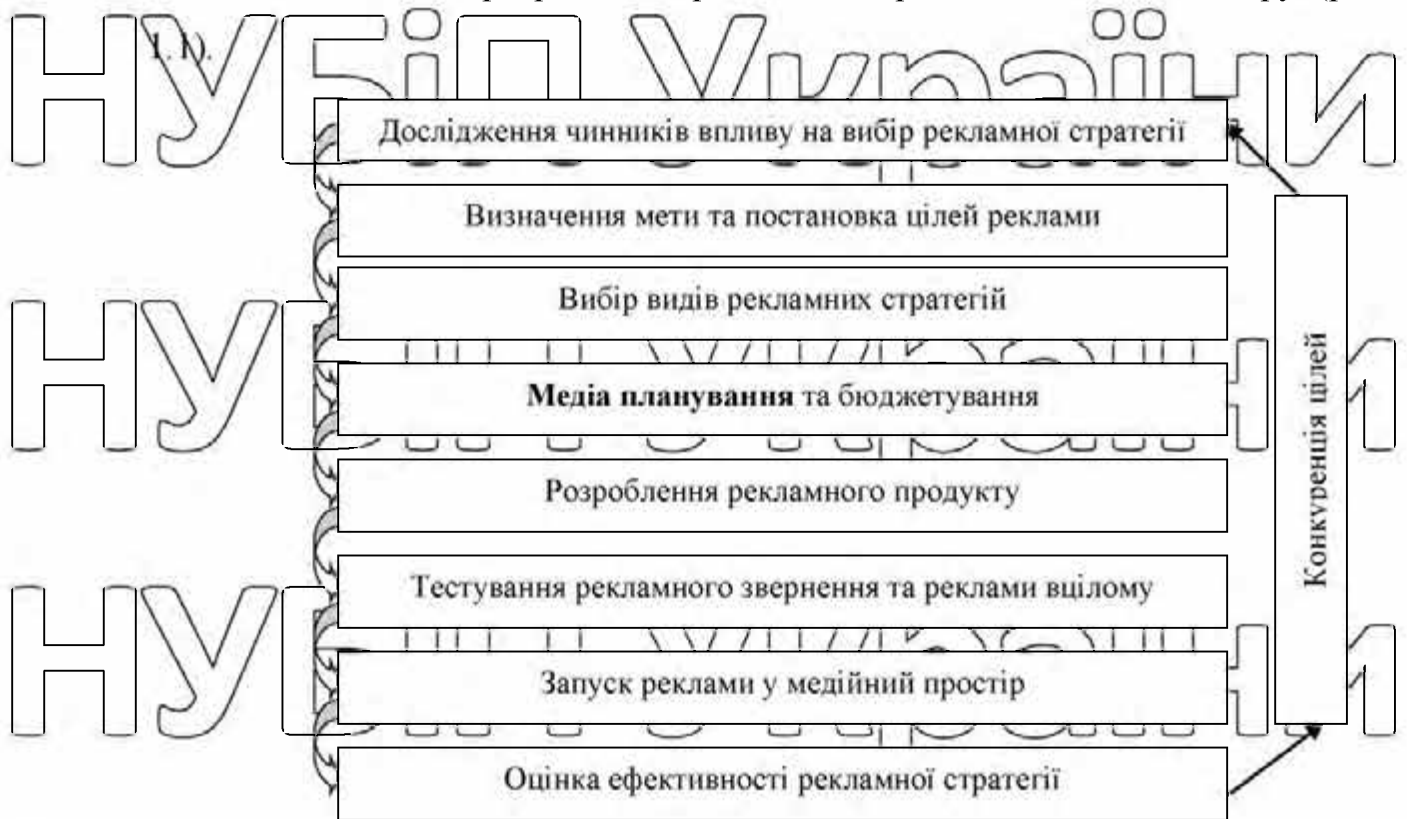 1.1).
НУБіП України
Дослідження чинників впливу на вибір рекламної стратегії
Визначення мети та постановка цілей реклами
Вибір видів рекламних стратегій
НУБіП України
Медіа планування та бюджетування
Розроблення рекламного продукту
Конкуренція цілей
Тестування рекламного звернення та реклами вцілому
НУБіП України
Запуск реклами у медійний простір
Оцінка ефективності рекламної стратегії